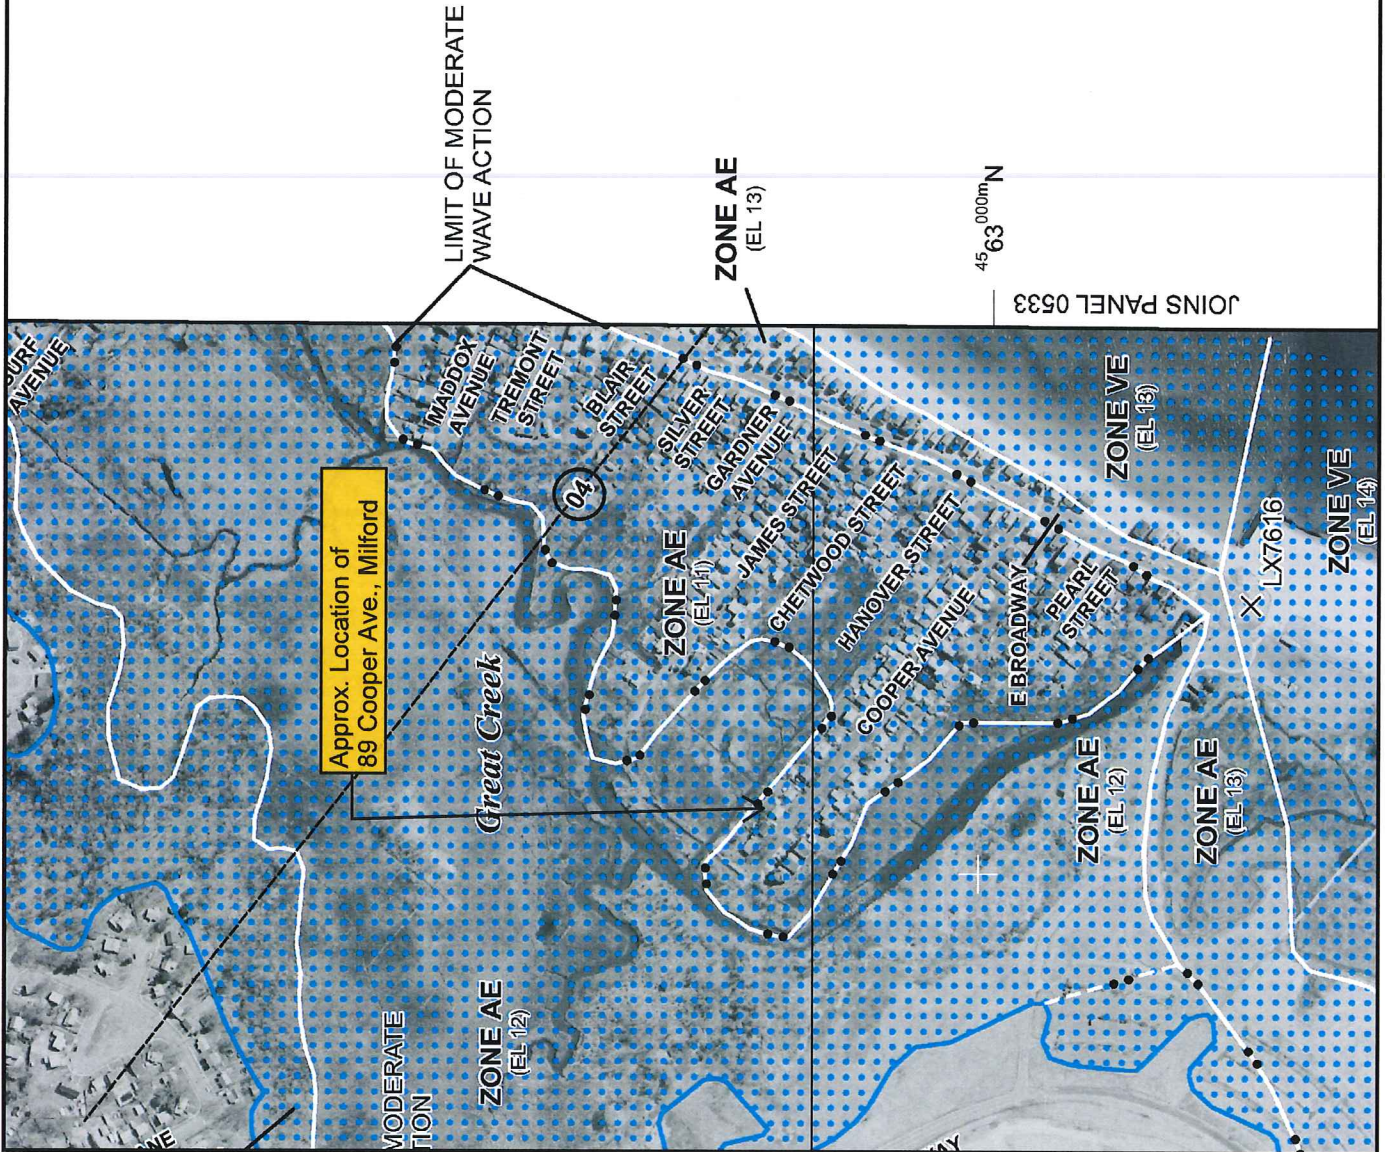 LIMIT OF MODERATE
WAVE ACTION
ZONE AE
(EL 13)
4563000mN
JOINS PANEL 0533
SURF
AVENUE
MADDOX
AVENUE
TREMONT
STREET
BLAIR
STREET
SILVER
STREET
GARDNER
AVENUE
JAMES STREET
CHETWOOD STREET
HANOVER STREET
COOPER AVENUE
E BROADWAY
PEARL
STREET
04
ZONE AE
(EL 11)
ZONE VE
(EL 13)
ZONE VE
(EL 14)
LX7616
Approx. Location of
89 Cooper Ave., Milford
Great Creek
ZONE AE
(EL 12)
ZONE AE
(EL 13)
ZONE AE
(EL 12)
MODERATE
TION
ANE
WAY